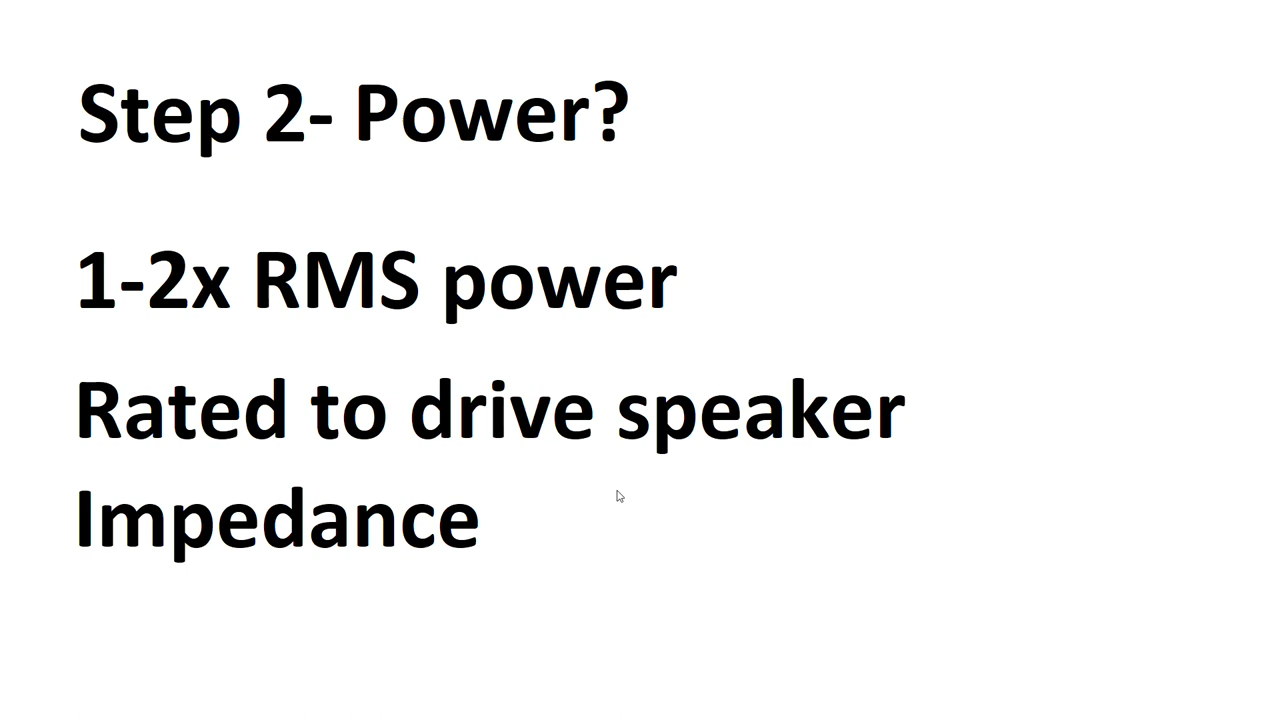 Step 2- Power?
1-2x RMS power
Rated to drive speaker
Impedance